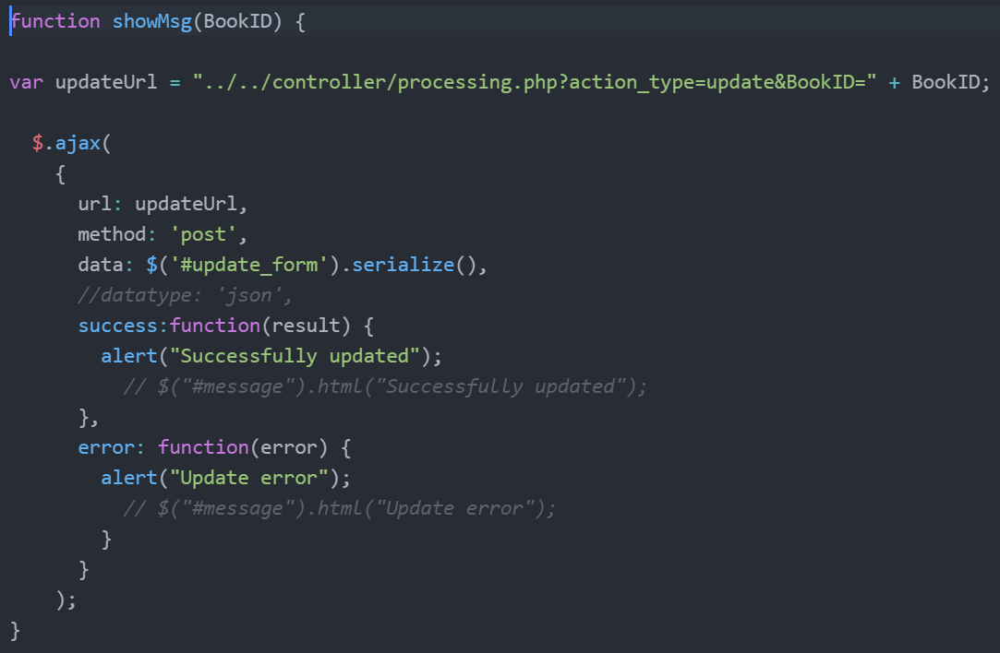 function showMsg(BookID) {
var updateUrl = "../../controller/processing.php?action_type=update&BookID=" + BookID;
$.ajax(
{
url: updateUrl,
method: 'post',
data: $('#update_form').serialize(),
//datatype: 'json',
success:function(result) {
alert("Successfully updated");
// $("#message").html("Successfully updated");
},
error: function(error) {
alert("Update error");
// $("#message").html("Update error");
}
}
);
}